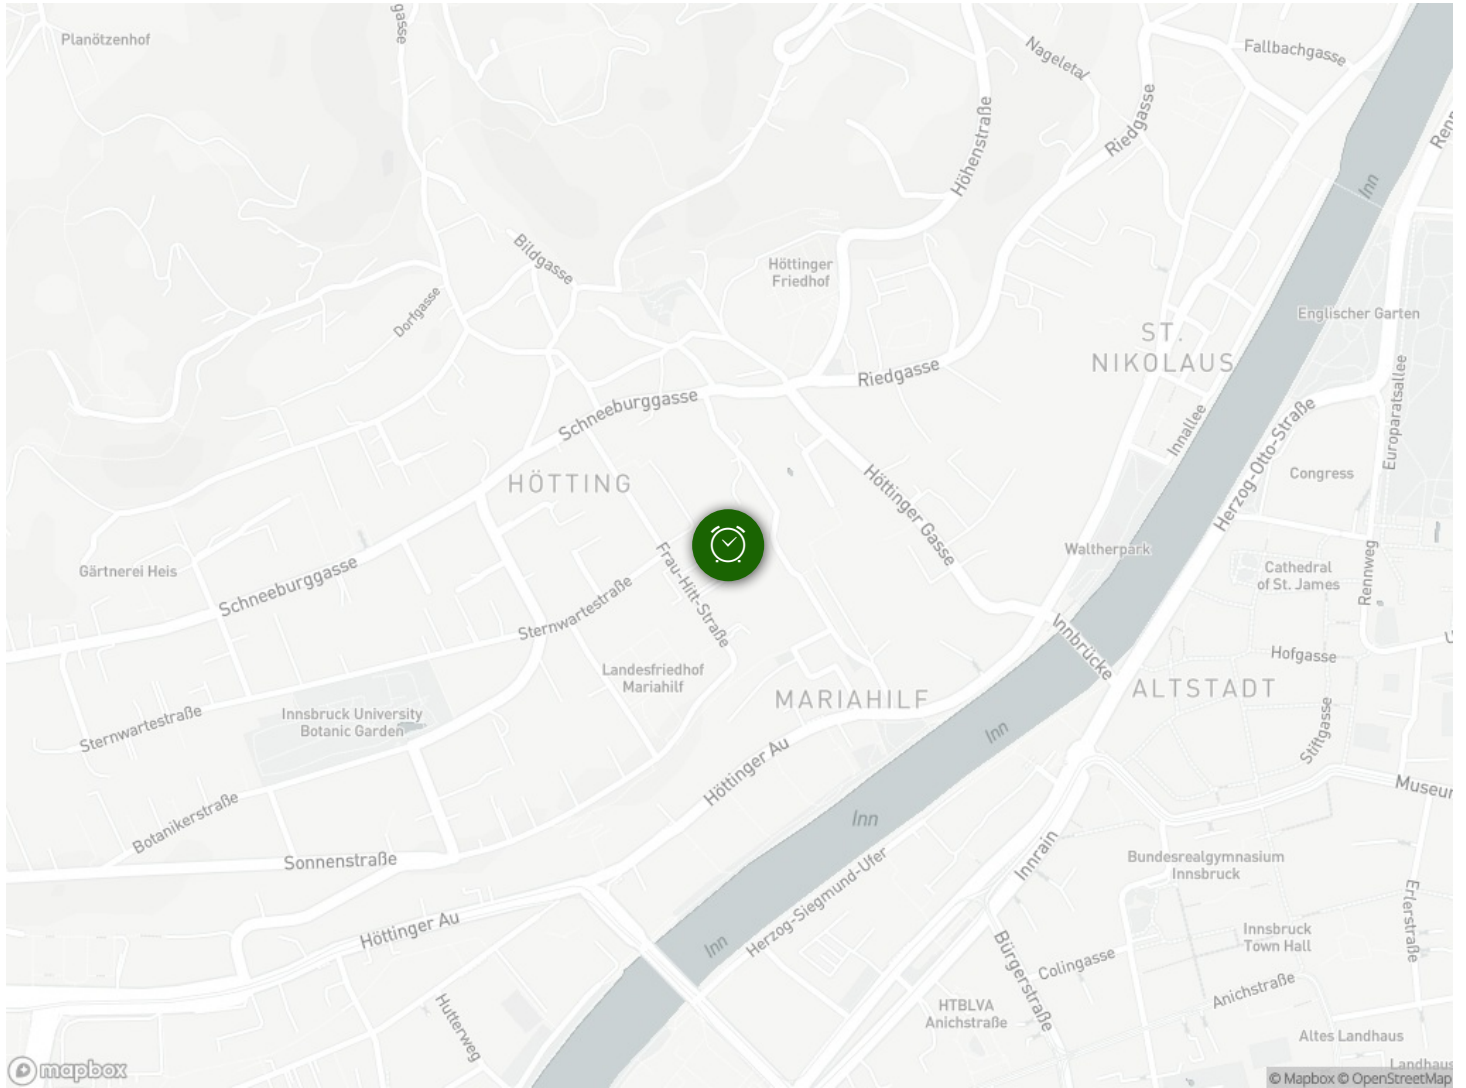 gasse
Planötzenhof
Nageletal
Fallbachgasse
Riedgasse
Höhenstraße
Inn
Bildgasse
Höttinger
Friedhof
Dorfgasse
Englischer Garten
ST.
NIKOLAUS
Riedgasse
Schneeburggasse
Innallee
Europaratsallee
Herzog-Otto-Straße
Congress
HÖTTING
Höttinger Gasse
Waltherpark
Rennweg
Cathedral
of St. James
Gärtnerei Heis
Schneeburggasse
Sternwartestraße
Frau-Hitt-Straße
Innbrücke
Hofgasse
Landesfriedhof
Mariahilf
MARIAHILF
ALTSTADT
Innsbruck University
Botanic Garden
Sternwartestraße
Stiftgasse
Inn
Höttinger Au
Museum
Botanikerstraße
Inn
Sonnenstraße
Innrain
Bundesrealgymnasium
Innsbruck
Herzog-Siegmund-Ufer
Höttinger Au
Inn
Erlerstraße
Innsbruck
Town Hall
Colingasse
Bürgerstraße
Anichstraße
HTBLVA
Anichstraße
Hutterweg
Altes Landhaus
Landhaus
mapbox
© Mapbox © OpenStreetMap